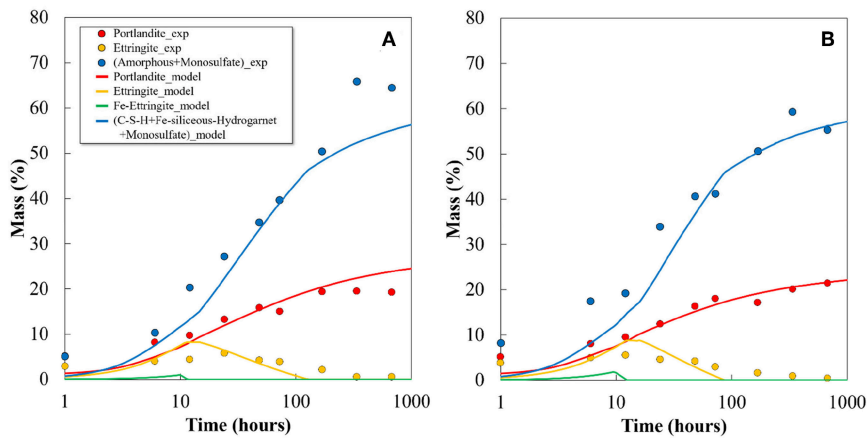 80
70
60
50
40
30
20
10
0
Mass (%)
1
10
100
1000
Time (hours)
A
Portlandite_exp
Ettringite_exp
(Amorphous+Monosulfate)_exp
Portlandite_model
Ettringite_model
Fe-Ettringite_model
(C-S-H+Fe-siliceous-Hydrogarnet
+Monosulfate)_model
80
70
60
50
40
30
20
10
0
Mass (%)
1
10
100
1000
Time (hours)
B